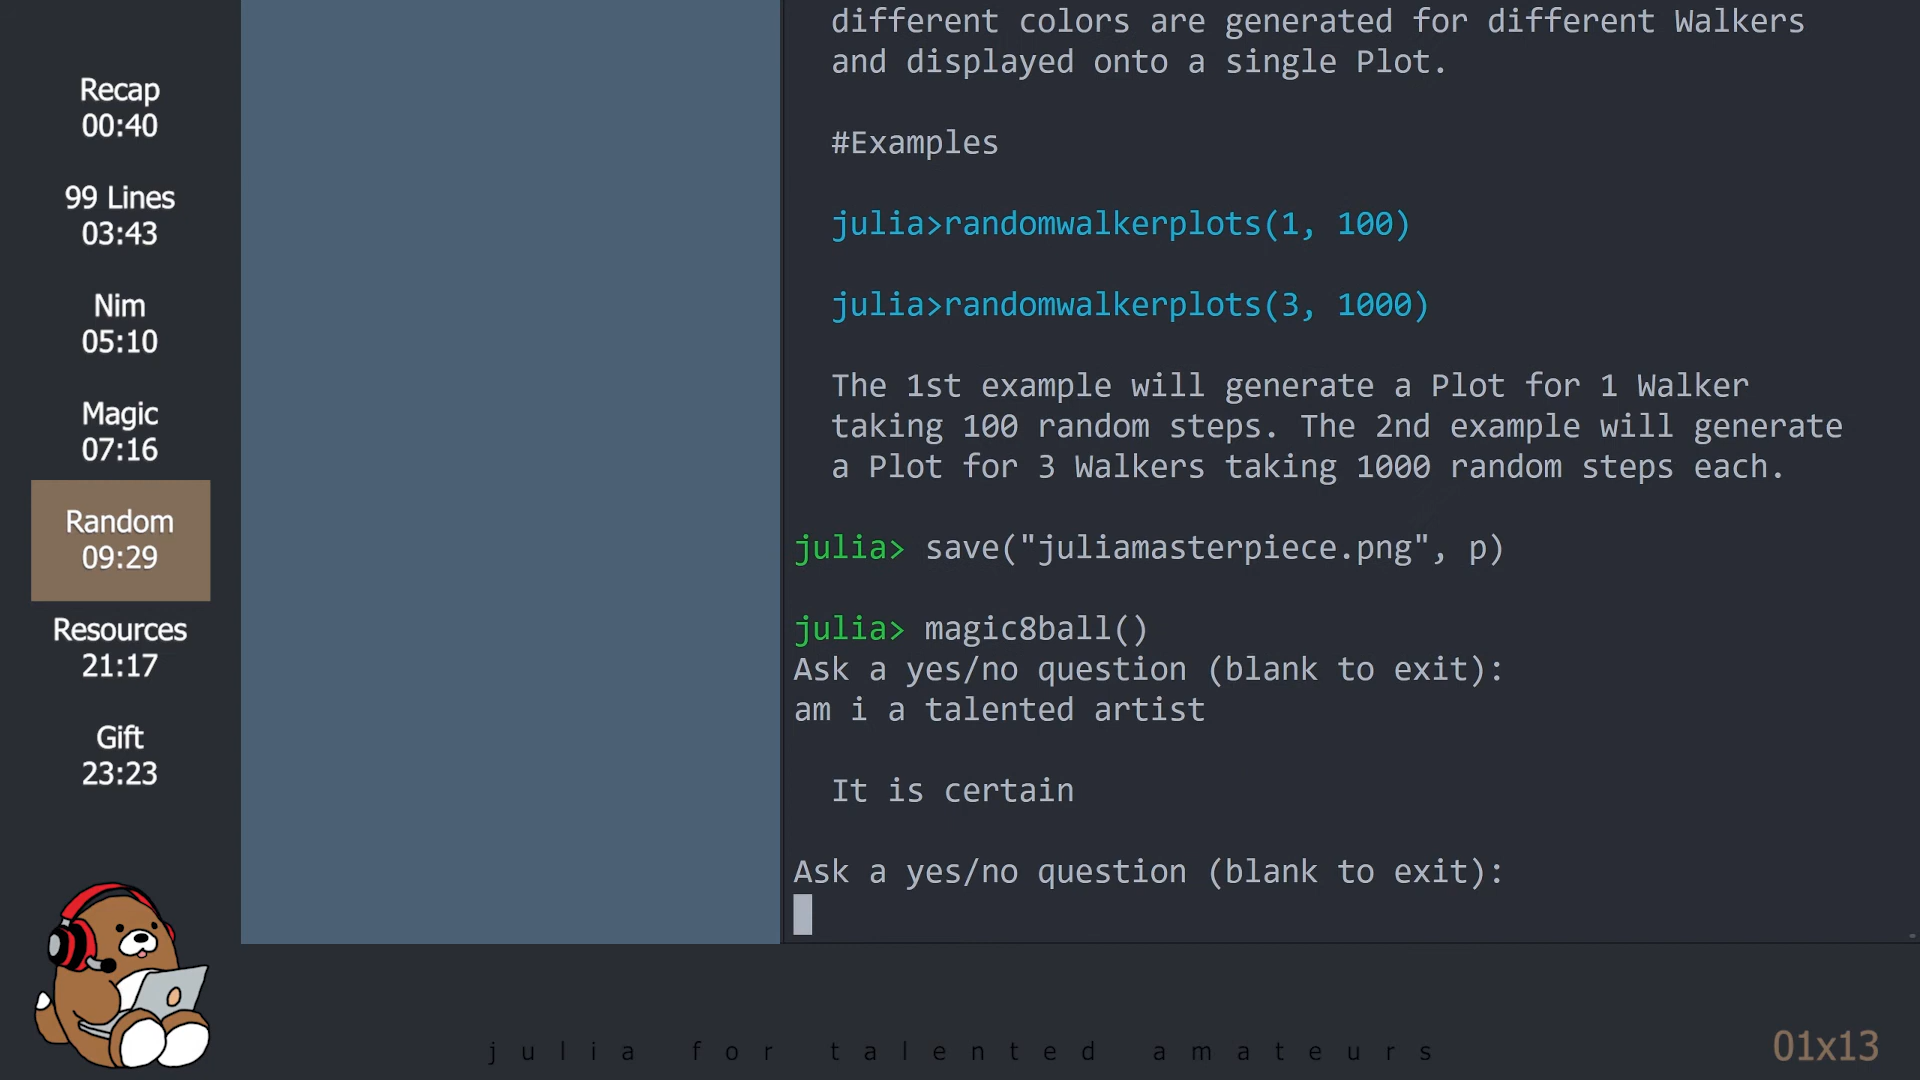 Recap
00:40
99 Lines
03:43
Nim
05:10
Magic
07:16
Random
09:29
Resources
21:17
Gift
23:23
different colors are generated for different Walkers
and displayed onto a single Plot.
#Examples
julia>randomwalkerplots(1, 100)
julia>randomwalkerplots(3, 1000)
The 1st example will generate a Plot for 1 Walker
taking 100 random steps. The 2nd example will generate
a Plot for 3 Walkers taking 1000 random steps each.
julia> save("juliamasterpiece.png", p)
julia> magic8ball()
Ask a yes/no question (blank to exit):
am i a talented artist
It is certain
Ask a yes/no question (blank to exit):
julia for talented amateurs
01x13